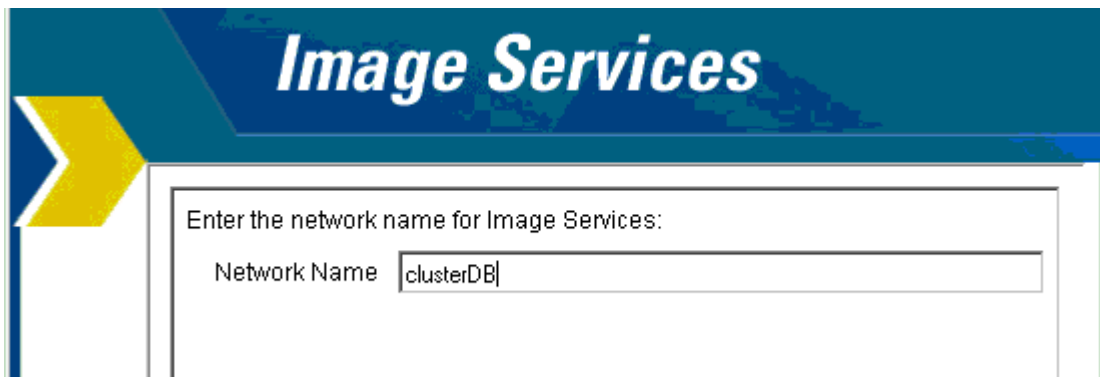 Image Services
Enter the network name for Image Services:
Network Name clusterDB